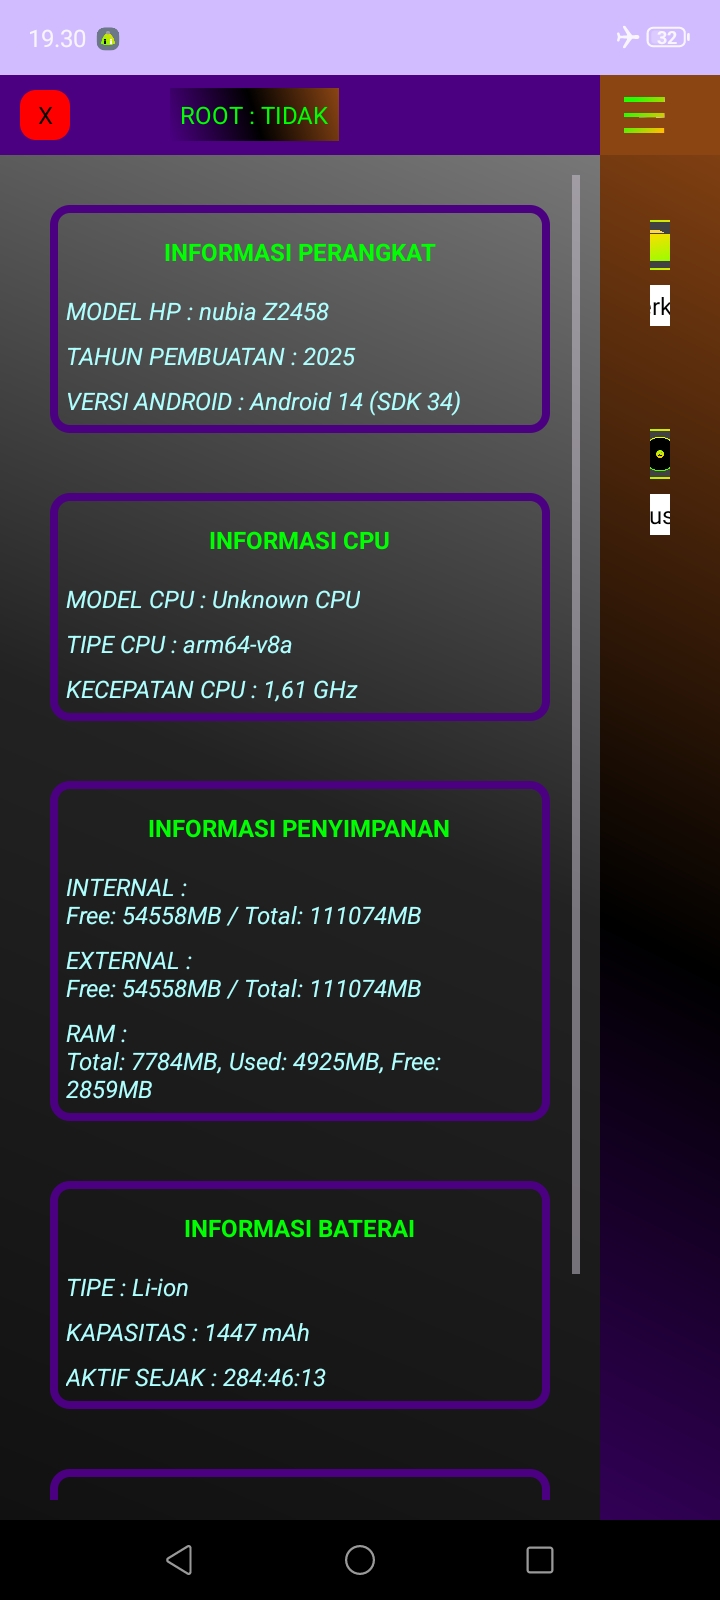 19.30
32
X
ROOT : TIDAK
INFORMASI PERANGKAT
MODEL HP : nubia Z2458
TAHUN PEMBUATAN : 2025
VERSI ANDROID : Android 14 (SDK 34)
rk
INFORMASI CPU
MODEL CPU : Unknown CPU
TIPE CPU : arm64-v8a
KECEPATAN CPU : 1,61 GHz
us
INFORMASI PENYIMPANAN
INTERNAL :
Free: 54558MB / Total: 111074MB
EXTERNAL :
Free: 54558MB / Total: 111074MB
RAM :
Total: 7784MB, Used: 4925MB, Free:
2859MB
INFORMASI BATERAI
TIPE : Li-ion
KAPASITAS : 1447 mAh
AKTIF SEJAK : 284:46:13